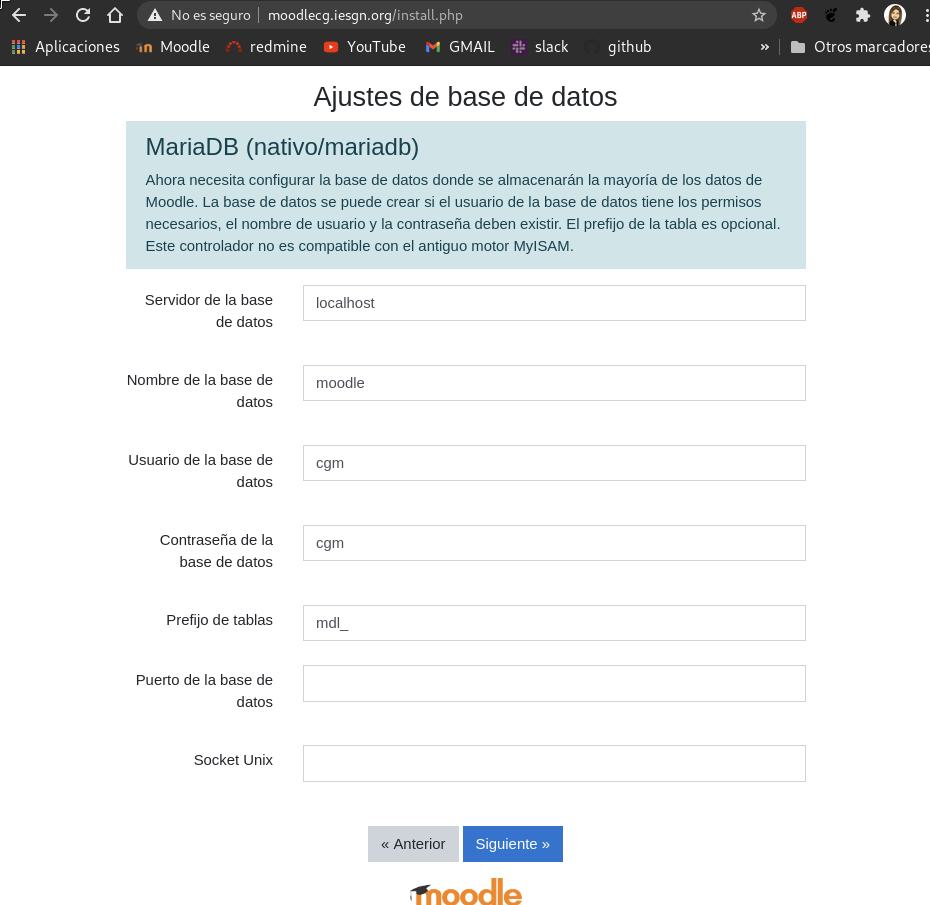 No es seguro moodlecg.iesgn.org/install.php ABP
Aplicaciones Moodle redmine YouTube GMAIL slack github » Otros marcadores
Ajustes de base de datos
MariaDB (nativo/mariadb)
Ahora necesita configurar la base de datos donde se almacenarán la mayoría de los datos de
Moodle. La base de datos se puede crear si el usuario de la base de datos tiene los permisos
necesarios, el nombre de usuario y la contraseña deben existir. El prefijo de la tabla es opcional.
Este controlador no es compatible con el antiguo motor MyISAM.
Servidor de la base
de datos
localhost
Nombre de la base de
datos
moodle
Usuario de la base de
datos
cgm
Contraseña de la
base de datos
cgm
Prefijo de tablas
mdl_
Puerto de la base de
datos
Socket Unix
« Anterior Siguiente »
moodle